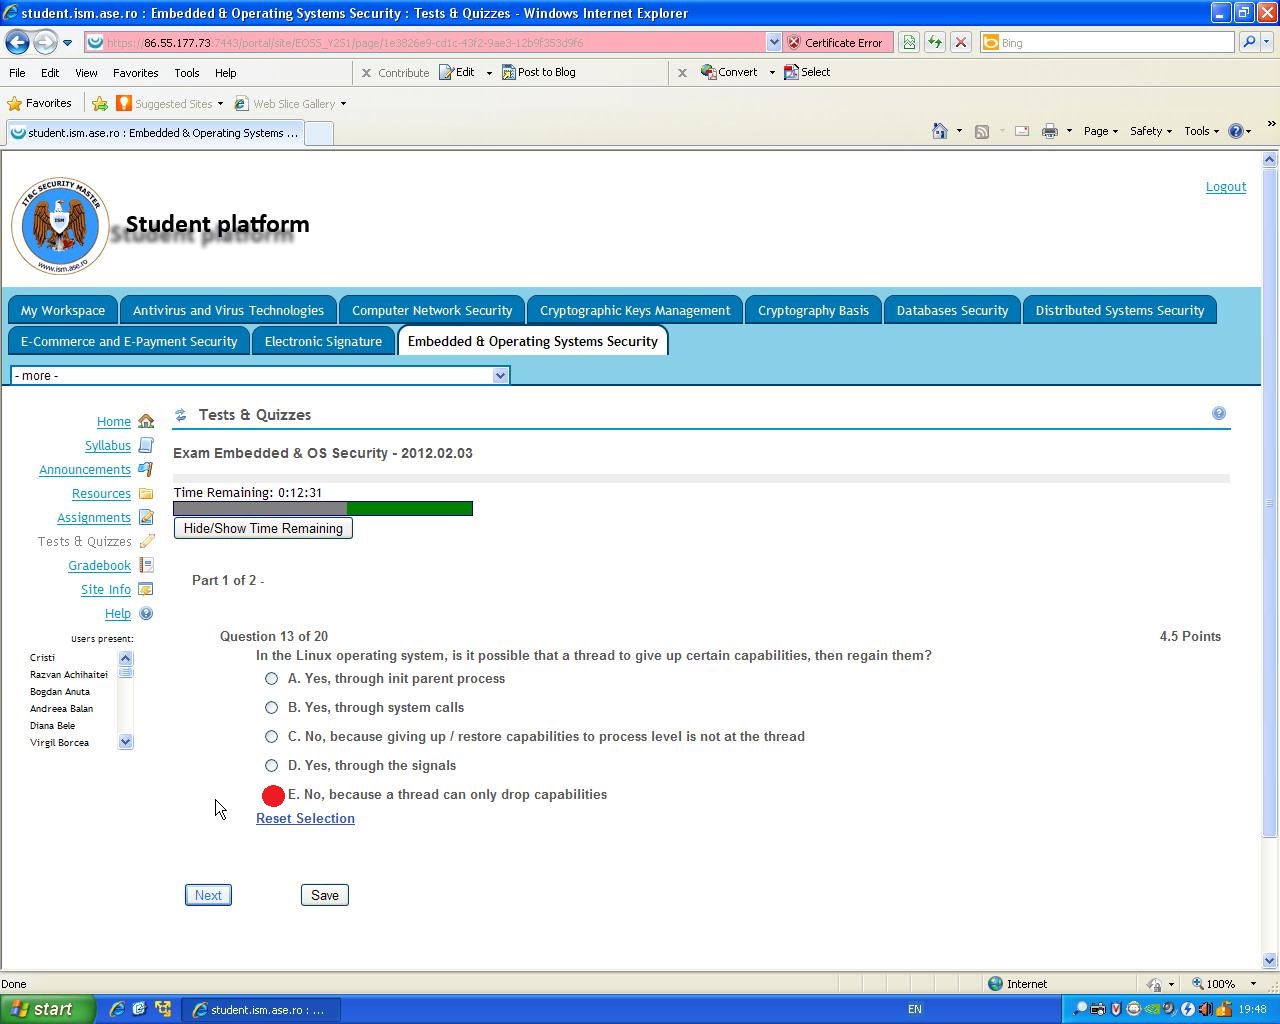 student.ism.ase.ro : Embedded & Operating Systems Security : Tests & Quizzes - Windows Internet Explorer
https://86.55.177.73:7443/portal/site/EOSS_Y2S1/page/1e3826e9-cd1c-43f2-9ae3-12b9f353d9f6
Certificate Error
Bing
File Edit View Favorites Tools Help
x Contribute Edit Post to Blog
x Convert Select
Favorites Suggested Sites Web Slice Gallery
student.ism.ase.ro : Embedded & Operating Systems ...
Page Safety Tools
IT&C SECURITY MASTER
ISM
www.ism.ase.ro
Student platform
Logout
My Workspace Antivirus and Virus Technologies Computer Network Security Cryptographic Keys Management Cryptography Basis Databases Security Distributed Systems Security
E-Commerce and E-Payment Security Electronic Signature Embedded & Operating Systems Security
- more -
Home
Syllabus
Announcements
Resources
Assignments
Tests & Quizzes
Gradebook
Site Info
Help
Users present:
Cristi
Razvan Achihaitei
Bogdan Anuta
Andreea Balan
Diana Bele
Virgil Borcea
Tests & Quizzes
Exam Embedded & OS Security - 2012.02.03
Time Remaining: 0:12:31
Hide/Show Time Remaining
Part 1 of 2 -
Question 13 of 20 4.5 Points
In the Linux operating system, is it possible that a thread to give up certain capabilities, then regain them?
A. Yes, through init parent process
B. Yes, through system calls
C. No, because giving up / restore capabilities to process level is not at the thread
D. Yes, through the signals
E. No, because a thread can only drop capabilities
Reset Selection
Next Save
Done Internet 100%
start student.ism.ase.ro : ... EN 19:48